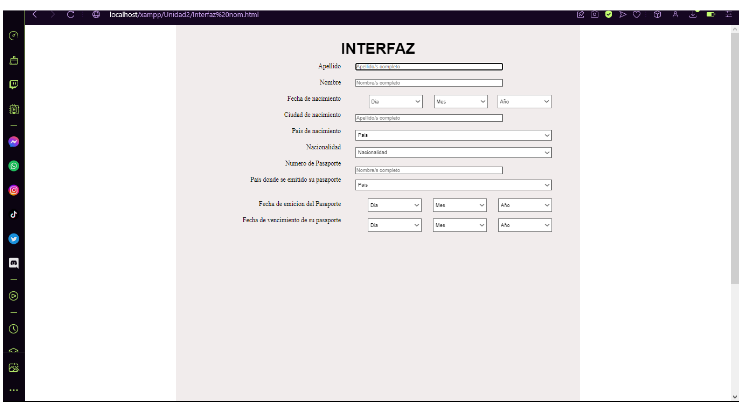 localhost/xampp/Unidad2/Interfaz%20nom.html
INTERFAZ
Apellido Apellido/s completo
Nombre Nombre/s completo
Fecha de nacimiento Dia Mes Año
Ciudad de nacimiento Apellido/s completo
Pais de nacimiento Pais
Nacionalidad Nacionalidad
Numero de Pasaporte Nombre/s completo
Pais donde se emitido su pasaporte Pais
Fecha de emicion del Pasaporte Dia Mes Año
Fecha de vencimiento de su pasaporte Dia Mes Año